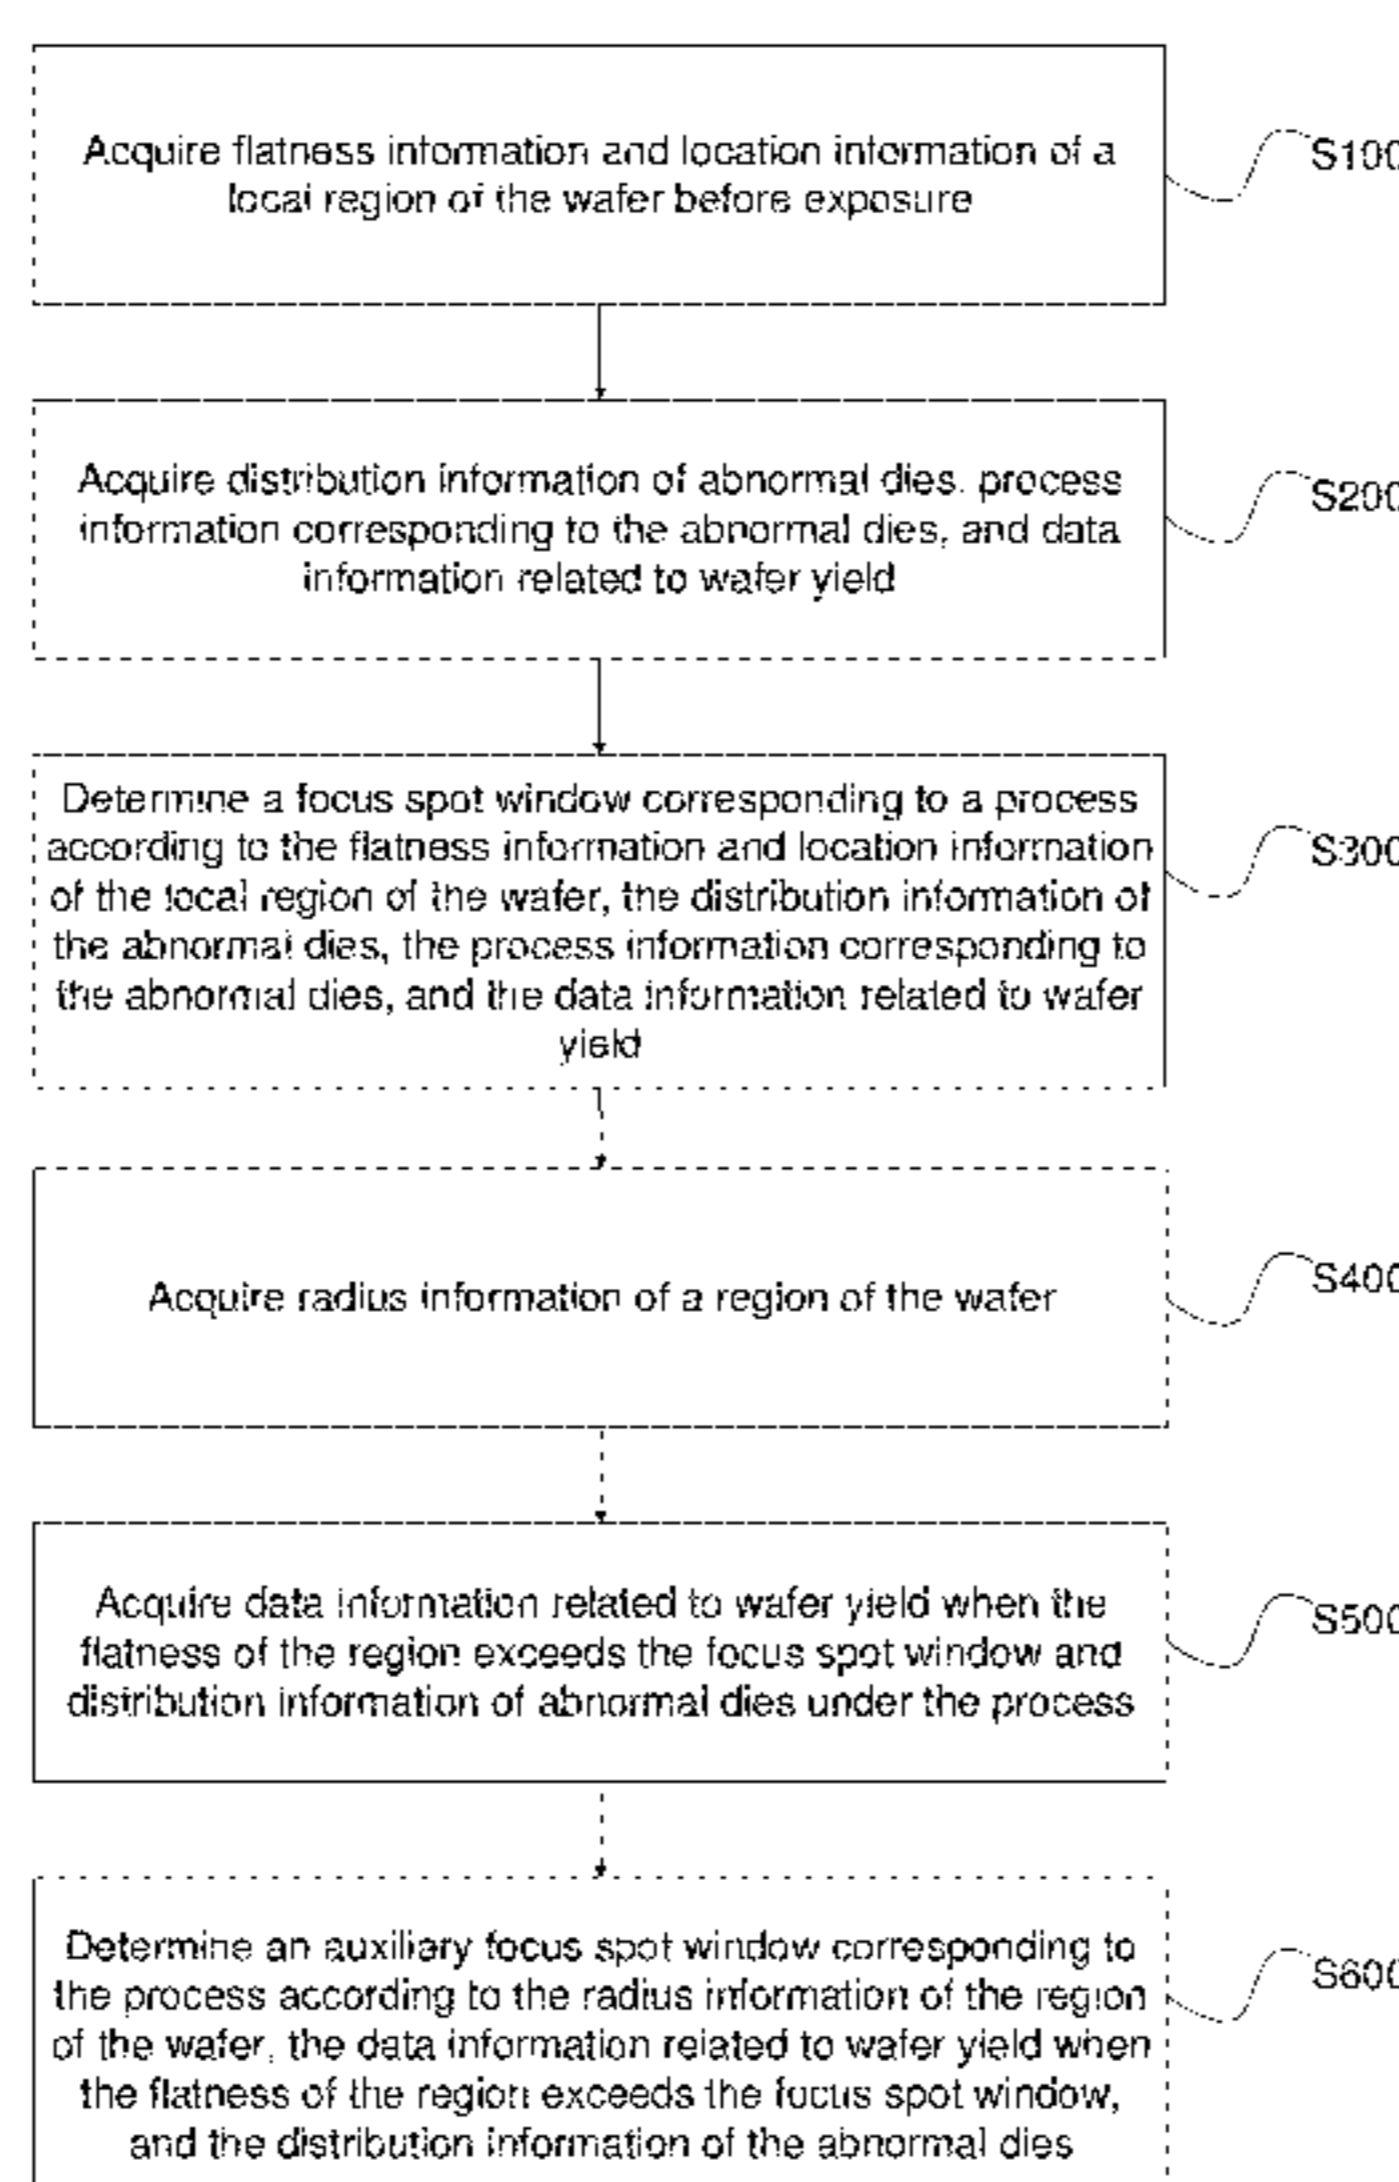 Acquire flatness information and location information of a
local region of the wafer before exposure
S100
Acquire distribution information of abnormal dies, process
information corresponding to the abnormal dies, and data
information related to wafer yield
S200
Determine a focus spot window corresponding to a process
according to the flatness information and location information
of the local region of the wafer, the distribution information of
the abnormal dies, the process information corresponding to
the abnormal dies, and the data information related to wafer
yield
S300
Acquire radius information of a region of the wafer
S400
Acquire data information related to wafer yield when the
flatness of the region exceeds the focus spot window and
distribution information of abnormal dies under the process
S500
Determine an auxiliary focus spot window corresponding to
the process according to the radius information of the region
of the wafer, the data information related to wafer yield when
the flatness of the region exceeds the focus spot window,
and the distribution information of the abnormal dies
S600